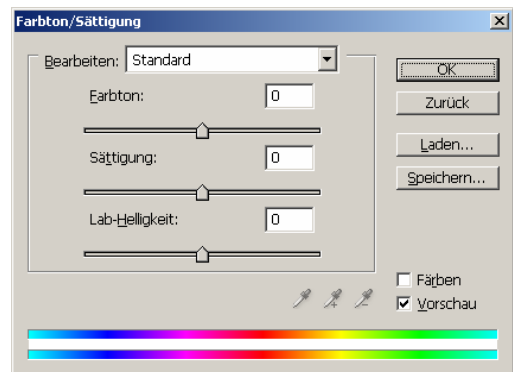 Farbton/Sättigung
Bearbeiten: Standard
Farbton: 0
Sättigung: 0
Lab-Helligkeit: 0
OK
Zurück
Laden...
Speichern...
Färben
Vorschau